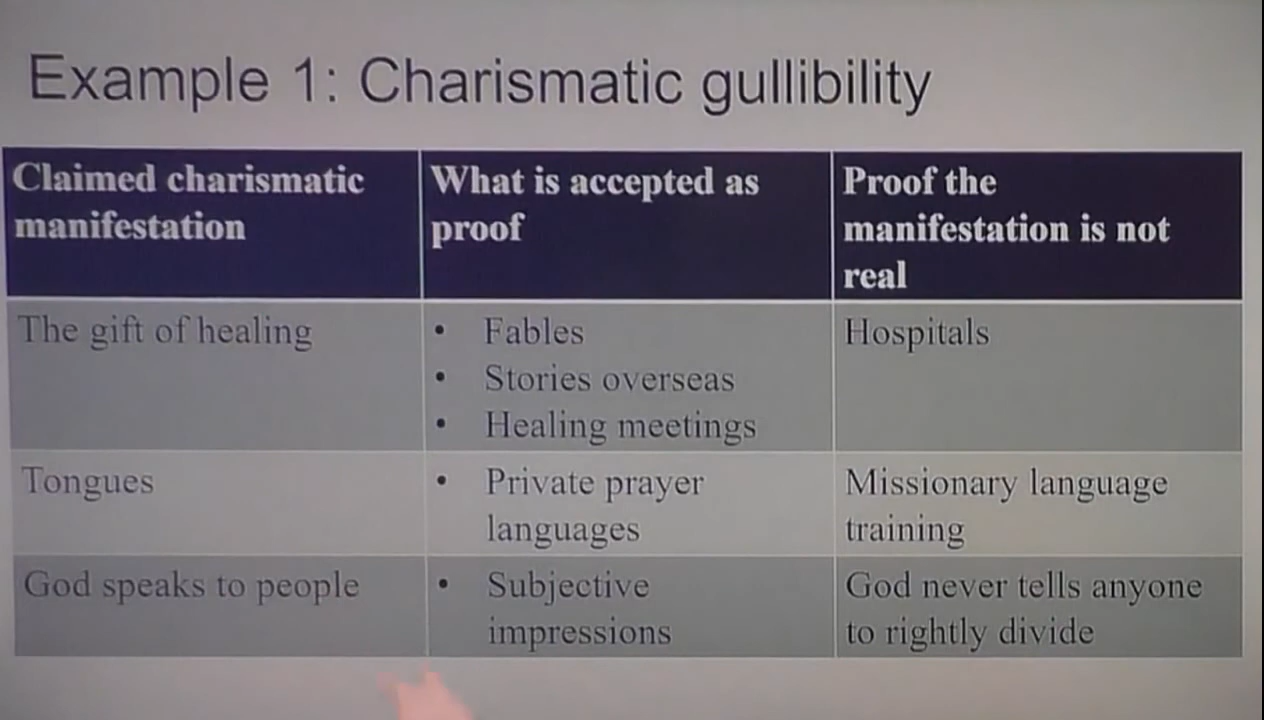 Example 1: Charismatic gullibility
Claimed charismatic
manifestation
What is accepted as
proof
Proof the
manifestation is not
real
The gift of healing
• Fables
• Stories overseas
• Healing meetings
Hospitals
Tongues
• Private prayer
languages
Missionary language
training
God speaks to people
• Subjective
impressions
God never tells anyone
to rightly divide